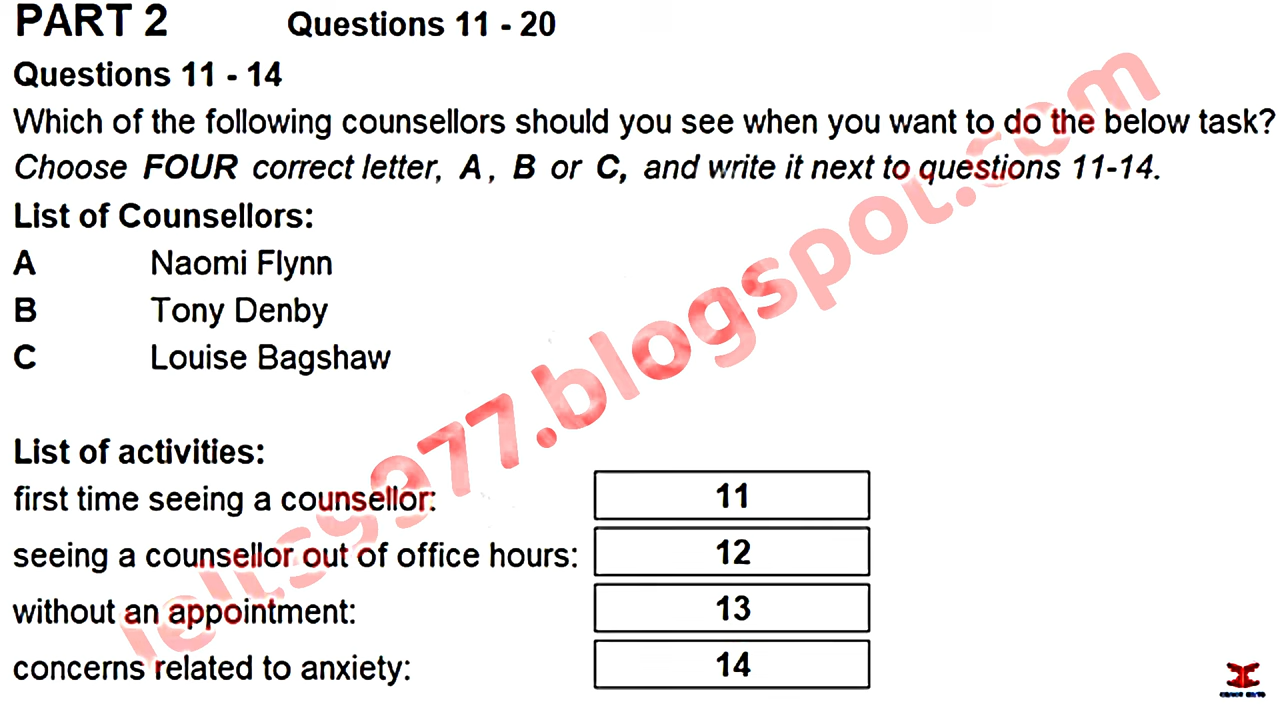 PART 2 Questions 11 - 20
Questions 11 - 14
Which of the following counsellors should you see when you want to do the below task?
Choose FOUR correct letter, A, B or C, and write it next to questions 11-14.
List of Counsellors:
A Naomi Flynn
B Tony Denby
C Louise Bagshaw
List of activities:
first time seeing a counsellor: 11
seeing a counsellor out of office hours: 12
without an appointment: 13
concerns related to anxiety: 14
ielts9977.blogspot.com